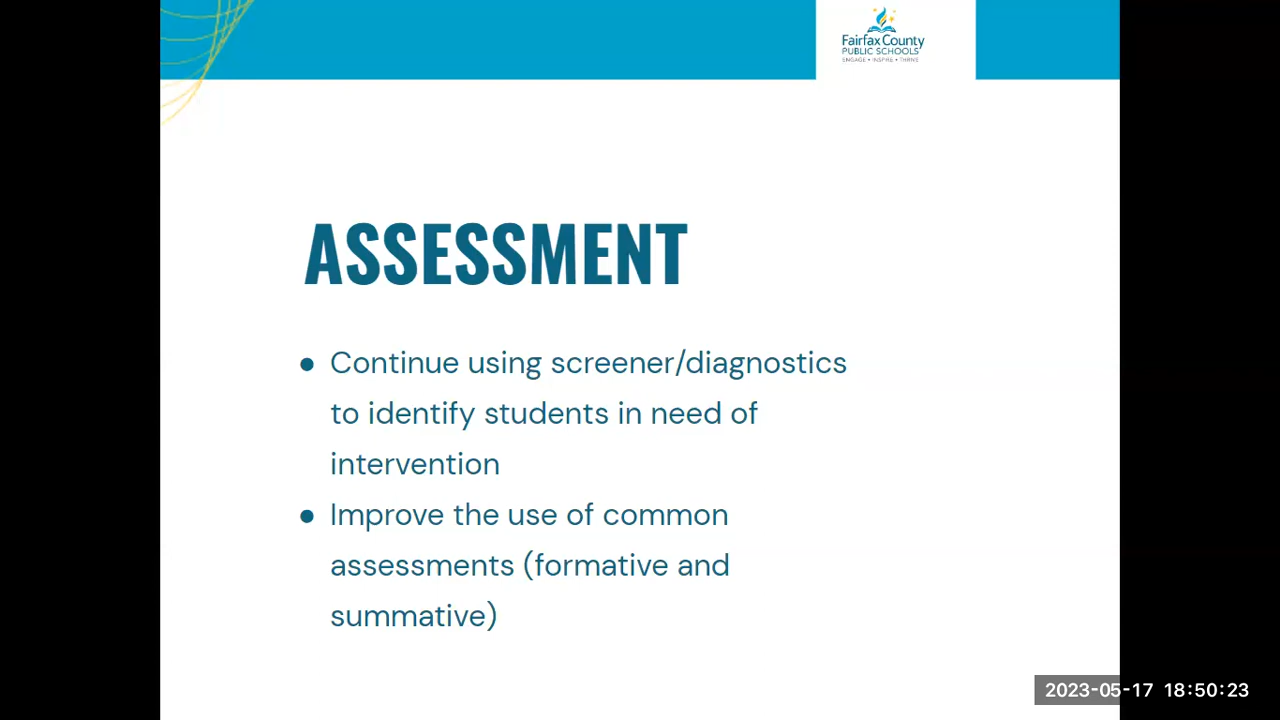 Fairfax County
PUBLIC SCHOOLS
ENGAGE • INSPIRE • THRIVE
ASSESSMENT
● Continue using screener/diagnostics
to identify students in need of
intervention
● Improve the use of common
assessments (formative and
summative)
2023-05-17 18:50:23